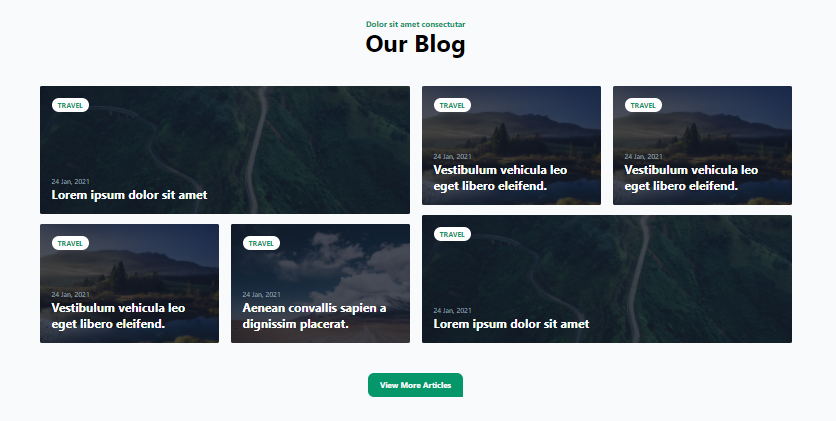 Dolor sit amet consectutar
Our Blog
TRAVEL
24 Jan, 2021
Lorem ipsum dolor sit amet
TRAVEL
24 Jan, 2021
Vestibulum vehicula leo
eget libero eleifend.
TRAVEL
24 Jan, 2021
Vestibulum vehicula leo
eget libero eleifend.
TRAVEL
24 Jan, 2021
Vestibulum vehicula leo
eget libero eleifend.
TRAVEL
24 Jan, 2021
Aenean convallis sapien a
dignissim placerat.
TRAVEL
24 Jan, 2021
Lorem ipsum dolor sit amet
View More Articles